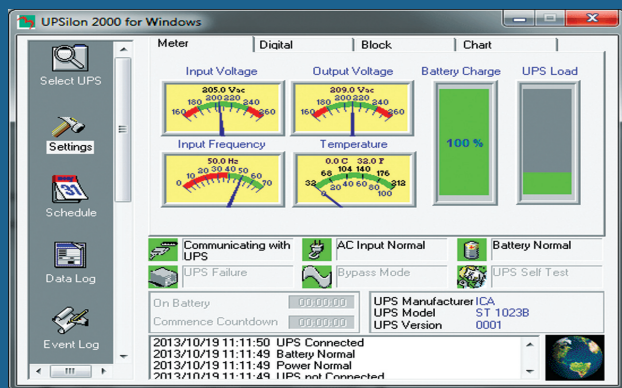 UPSilon 2000 for Windows
Meter Digital Block Chart
Select UPS
Settings
Schedule
Data Log
Event Log
Input Voltage Output Voltage Battery Charge UPS Load
205.0 Vac
160 180 200 220 240 260
209.0 Vac
160 180 200 220 240 260
100 %
Input Frequency Temperature
50.0 Hz
0 10 20 30 40 50 60 70
0.0 C 32.0 F
32 68 104 140 176 212
0 20 40 60 80 100
Communicating with UPS AC Input Normal Battery Normal
UPS Failure Bypass Mode UPS Self Test
On Battery 00:00:00
Commence Countdown 00:00:00
UPS Manufacturer ICA
UPS Model ST 1023B
UPS Version 0001
2013/10/19 11:11:50 UPS Connected
2013/10/19 11:11:49 Battery Normal
2013/10/19 11:11:49 Power Normal
2013/10/19 11:11:49 UPS not Connected